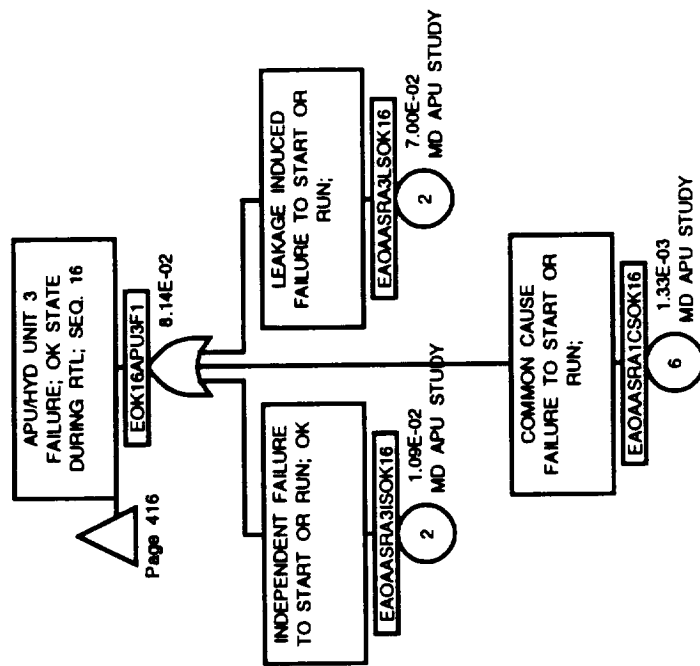 APU/HYD UNIT 3
FAILURE; OK STATE
DURING RTL; SEQ. 16
EOK16APU3F1
8.14E-02
Page 416
INDEPENDENT FAILURE
TO START OR RUN; OK
EAOAASRA3ISOK16
2
1.09E-02
MD APU STUDY
LEAKAGE INDUCED
FAILURE TO START OR
RUN;
EAOAASRA3LSOK16
2
7.00E-02
MD APU STUDY
COMMON CAUSE
FAILURE TO START OR
RUN;
EAOAASRA1CSOK16
6
1.33E-03
MD APU STUDY